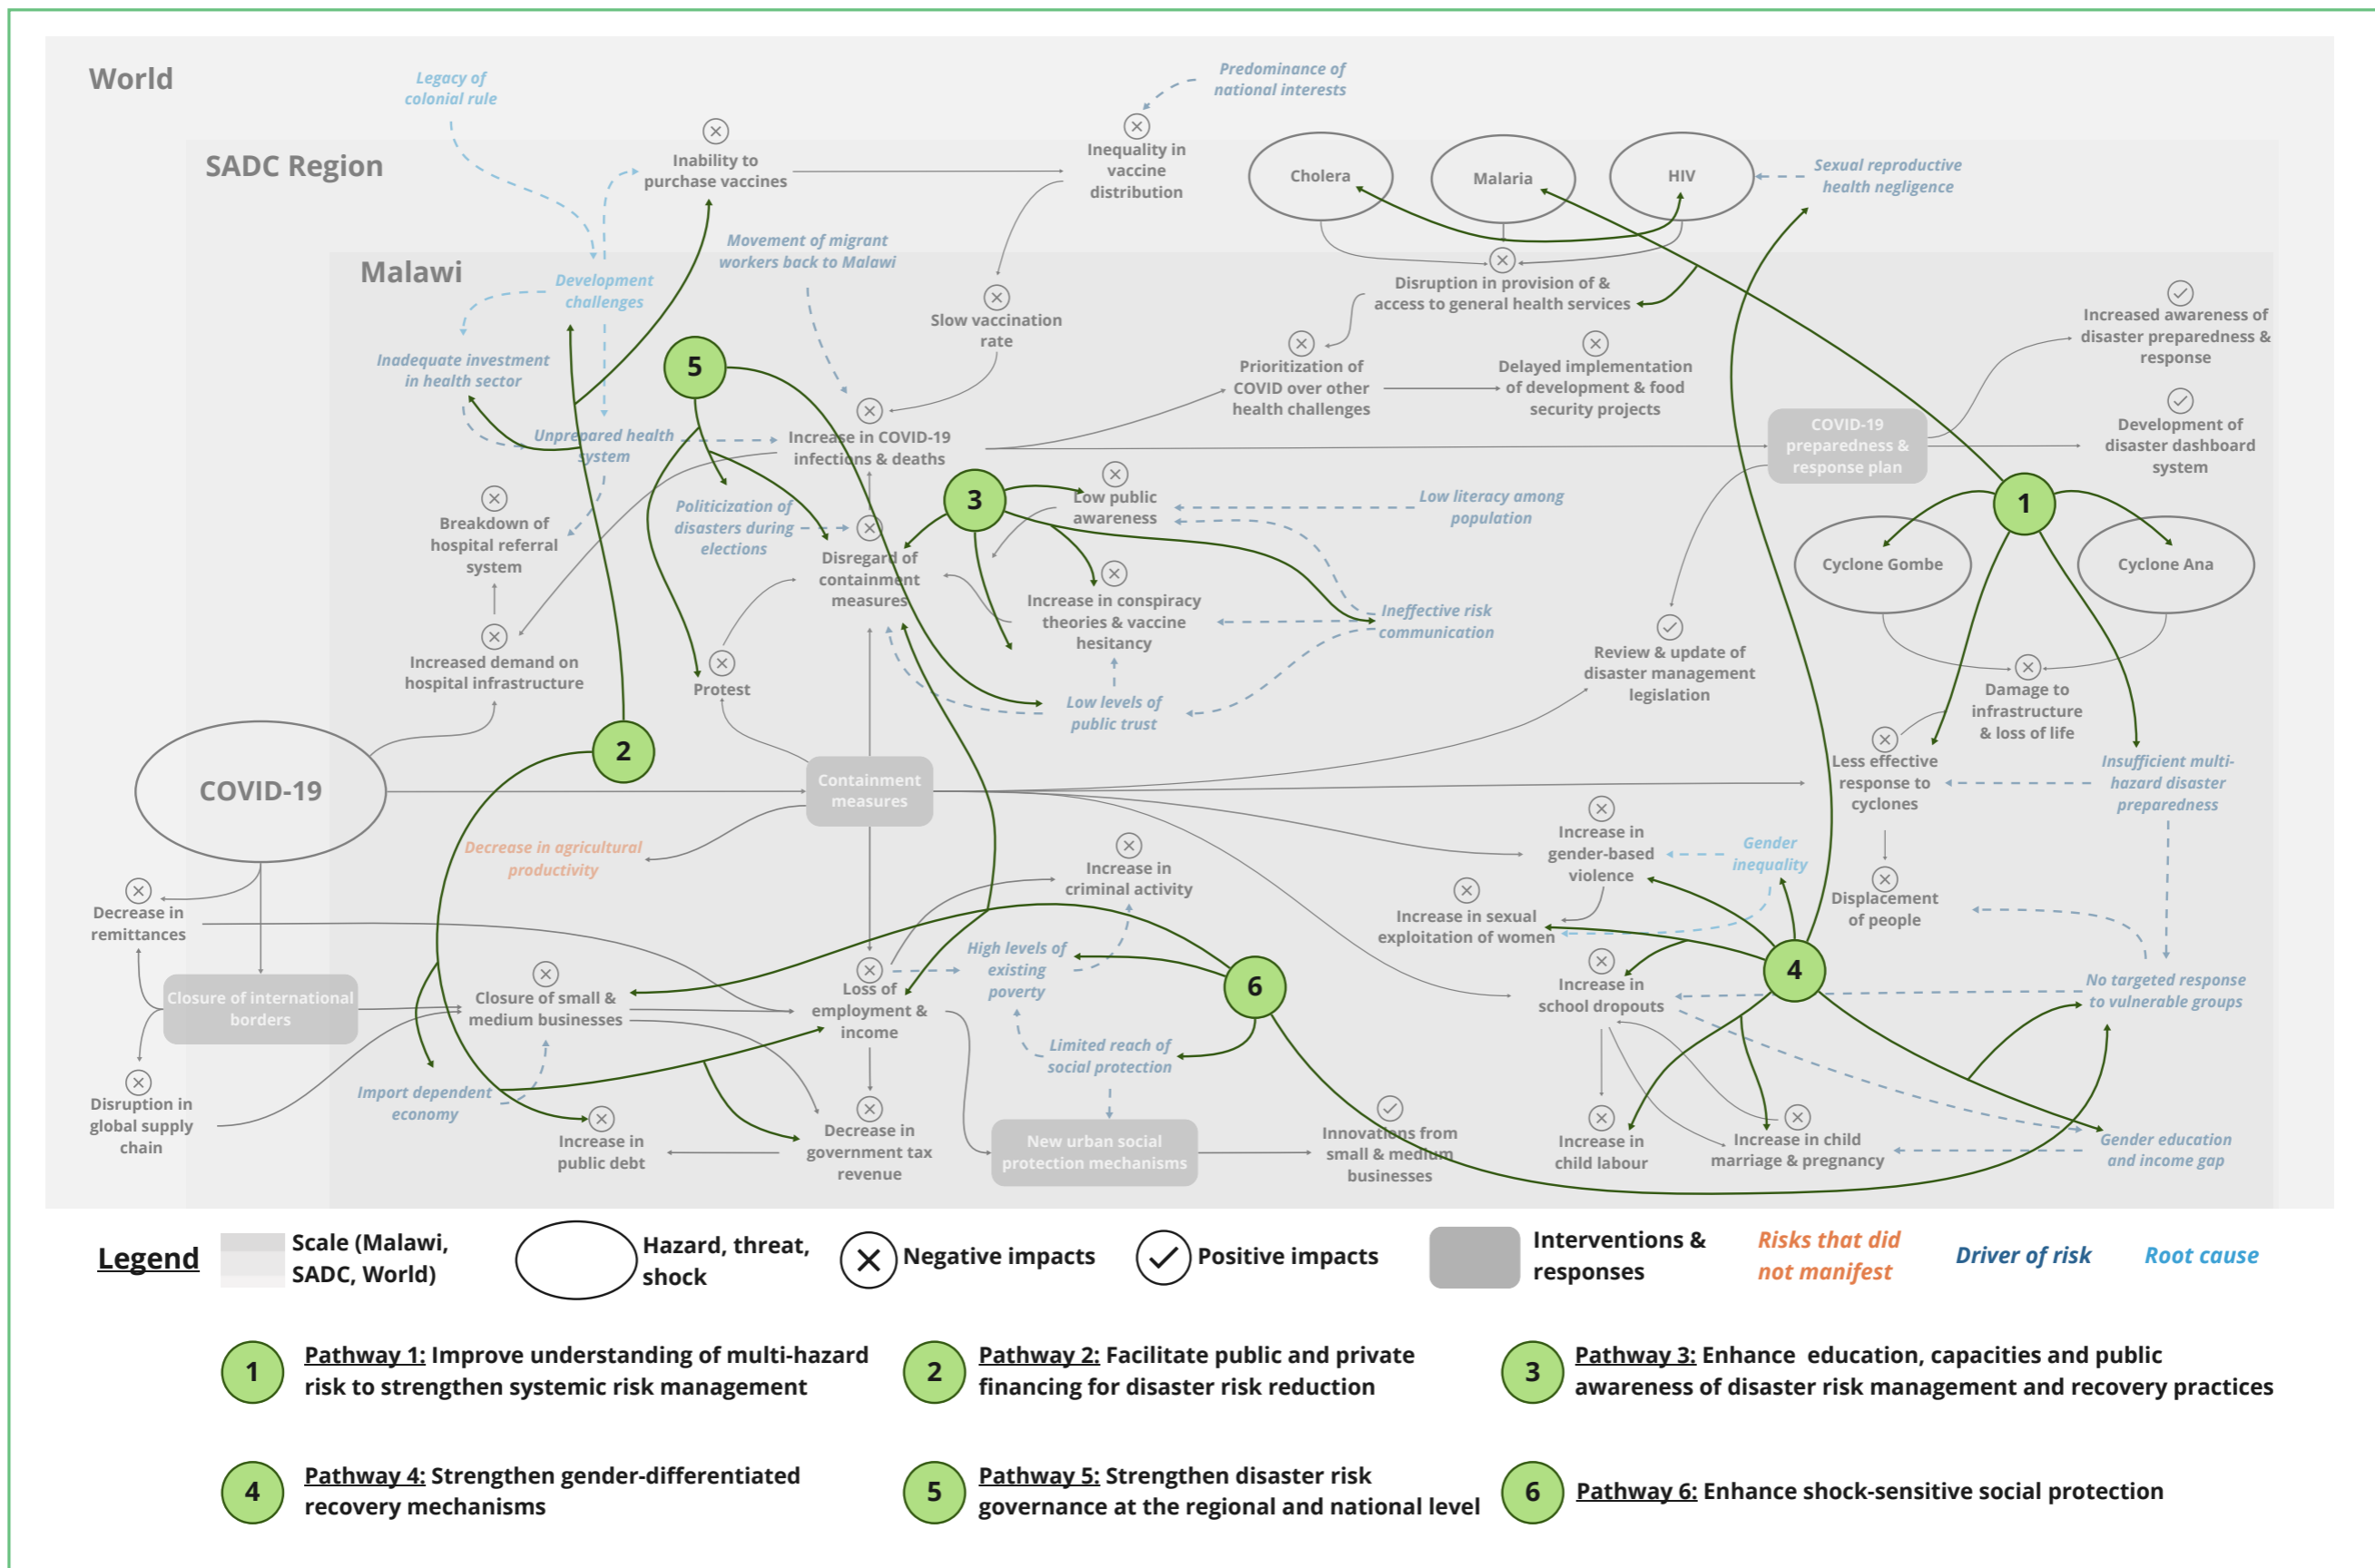 World
Legacy of
colonial rule
Predominance of
national interests
SADC Region
Inability to
purchase vaccines
Inequality in
vaccine
distribution
Cholera
Malaria
HIV
Sexual reproductive
health negligence
Malawi
Movement of migrant
workers back to Malawi
Development
challenges
Disruption in provision of &
access to general health services
Slow vaccination
rate
Increased awareness of
disaster preparedness &
response
Inadequate investment
in health sector
5
Prioritization of
COVID over other
health challenges
Delayed implementation
of development & food
security projects
Unprepared health
system
Increase in COVID-19
infections & deaths
COVID-19
preparedness &
response plan
Development of
disaster dashboard
system
Breakdown of
hospital referral
system
Politicization of
disasters during
elections
3
Low public
awareness
Low literacy among
population
1
Disregard of
containment
measures
Cyclone Gombe
Cyclone Ana
Increase in conspiracy
theories & vaccine
hesitancy
Ineffective risk
communication
Increased demand on
hospital infrastructure
Protest
Review & update of
disaster management
legislation
Low levels of
public trust
Damage to
infrastructure
& loss of life
2
COVID-19
Containment
measures
Less effective
response to
cyclones
Insufficient multi-
hazard disaster
preparedness
Decrease in agricultural
productivity
Increase in
criminal activity
Increase in
gender-based
violence
Gender
inequality
Decrease in
remittances
Increase in sexual
exploitation of women
Displacement
of people
High levels of
existing
poverty
6
4
Closure of international
borders
Closure of small &
medium businesses
Loss of
employment &
income
Increase in
school dropouts
No targeted response
to vulnerable groups
Limited reach of
social protection
Disruption in
global supply
chain
Import dependent
economy
Increase in
public debt
Decrease in
government tax
revenue
New urban social
protection mechanisms
Innovations from
small & medium
businesses
Increase in
child labour
Increase in child
marriage & pregnancy
Gender education
and income gap
Legend
Scale (Malawi,
SADC, World)
Hazard, threat,
shock
Negative impacts
Positive impacts
Interventions &
responses
Risks that did
not manifest
Driver of risk
Root cause
1
Pathway 1: Improve understanding of multi-hazard
risk to strengthen systemic risk management
2
Pathway 2: Facilitate public and private
financing for disaster risk reduction
3
Pathway 3: Enhance education, capacities and public
awareness of disaster risk management and recovery practices
4
Pathway 4: Strengthen gender-differentiated
recovery mechanisms
5
Pathway 5: Strengthen disaster risk
governance at the regional and national level
6
Pathway 6: Enhance shock-sensitive social protection